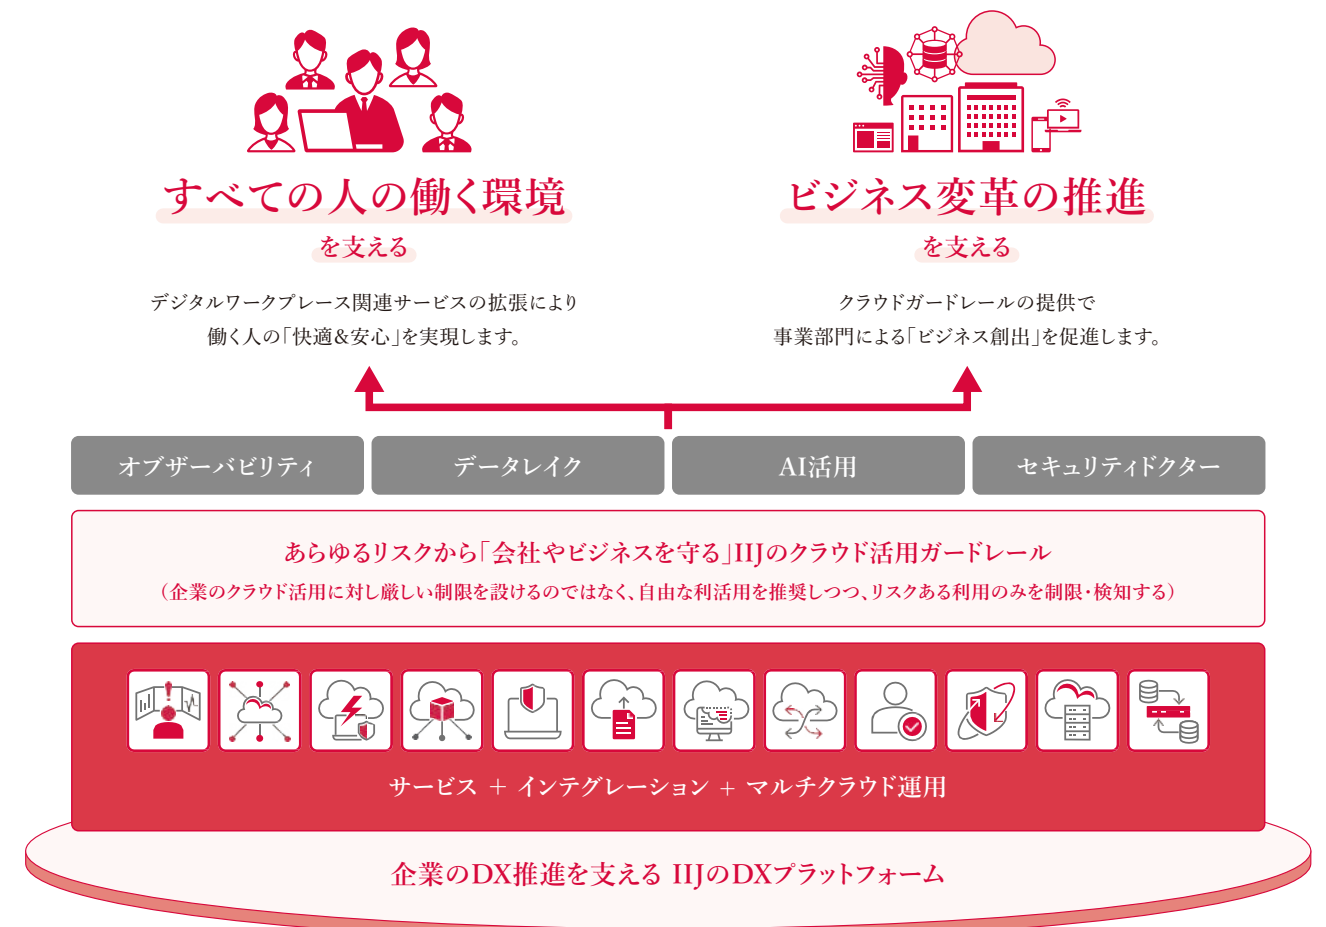 すべての人の働く環境
を支える
デジタルワークプレース関連サービスの拡張により
働く人の「快適&安心」を実現します。
ビジネス変革の推進
を支える
クラウドガードレールの提供で
事業部門による「ビジネス創出」を促進します。
オブザーバビリティ
データレイク
AI活用
セキュリティドクター
あらゆるリスクから「会社やビジネスを守る」IIJのクラウド活用ガードレール
（企業のクラウド活用に対し厳しい制限を設けるのではなく、自由な利活用を推奨しつつ、リスクある利用のみを制限・検知する）
サービス ＋ インテグレーション ＋ マルチクラウド運用
企業のDX推進を支える IIJのDXプラットフォーム